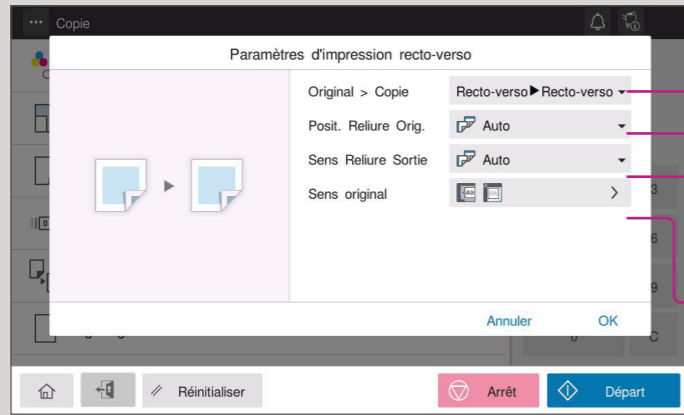 Copie
Paramètres d'impression recto-verso
Original > Copie
Recto-verso▶Recto-verso
Posit. Reliure Orig.
Auto
Sens Reliure Sortie
Auto
Sens original
3
6
9
Annuler
OK
C
Réinitialiser
Arrêt
Départ